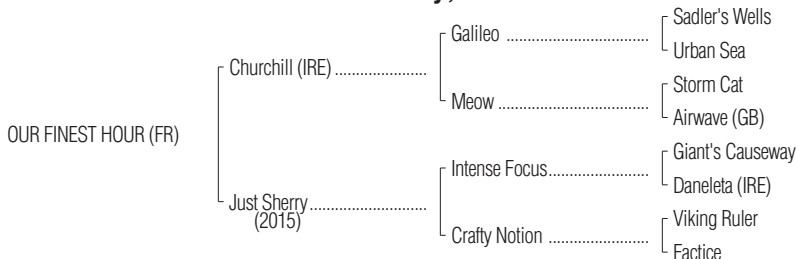 Sadler's Wells
Galileo ........................................
Urban Sea
Churchill (IRE) .........................
Storm Cat
Meow ..........................................
Airwave (GB)
OUR FINEST HOUR (FR)
Giant's Causeway
Intense Focus............................
Daneleta (IRE)
Just Sherry ................................
(2015)
Viking Ruler
Crafty Notion ............................
Factice